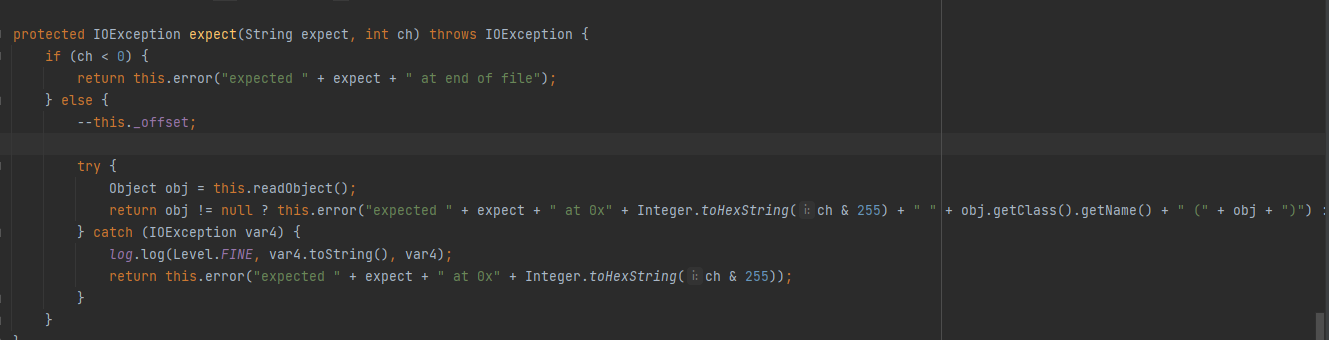 protected IOException expect(String expect, int ch) throws IOException {
if (ch < 0) {
return this.error("expected " + expect + " at end of file");
} else {
--this._offset;
try {
Object obj = this.readObject();
return obj != null ? this.error("expected " + expect + " at 0x" + Integer.toHexString( i: ch & 255) + " " + obj.getClass().getName() + " (" + obj + ")") :
} catch (IOException var4) {
log.log(Level.FINE, var4.toString(), var4);
return this.error("expected " + expect + " at 0x" + Integer.toHexString( i: ch & 255));
}
}